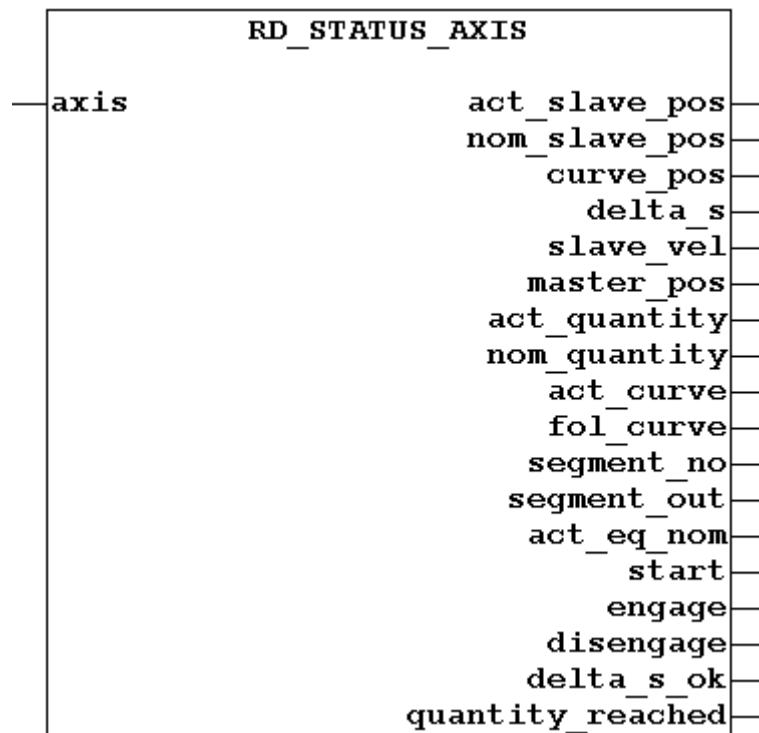 RD_STATUS_AXIS
axis act_slave_pos
nom_slave_pos
curve_pos
delta_s
slave_vel
master_pos
act_quantity
nom_quantity
act_curve
fol_curve
segment_no
segment_out
act_eq_nom
start
engage
disengage
delta_s_ok
quantity_reached